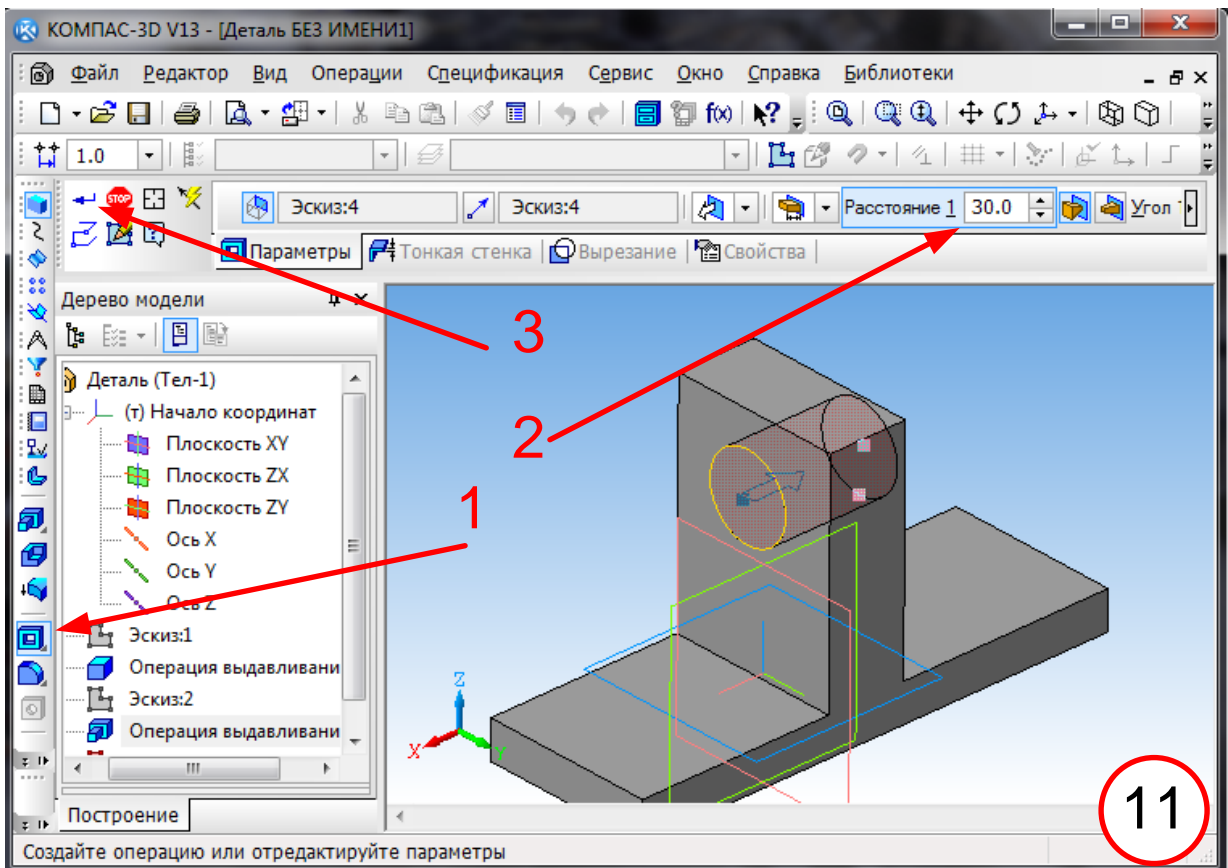 КОМПАС-3D V13 - [Деталь БЕЗ ИМЕНИ1]
Файл Редактор Вид Операции Спецификация Сервис Окно Справка Библиотеки
f(x)
1.0
STOP Эскиз:4 Эскиз:4 Расстояние 1 30.0 Угол
Параметры Тонкая стенка Вырезание Свойства
Дерево модели
3
Деталь (Тел-1)
(т) Начало координат
2
Плоскость XY
Плоскость ZX
1
Плоскость ZY
Ось X
Ось Y
Ось Z
Эскиз:1
Операция выдавливани
Z
Эскиз:2
Операция выдавливани
X Y
11
Построение
Создайте операцию или отредактируйте параметры